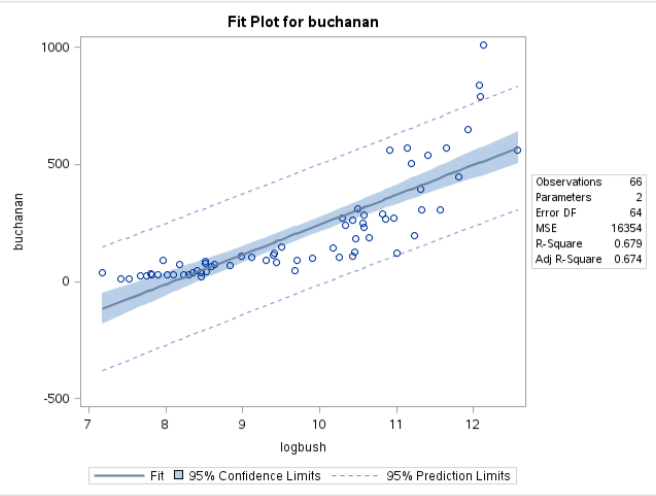 Fit Plot for buchanan
1000
500
0
-500
buchanan
7 8 9 10 11 12
logbush
Observations 66
Parameters 2
Error DF 64
MSE 16354
R-Square 0.679
Adj R-Square 0.674
Fit 95% Confidence Limits 95% Prediction Limits